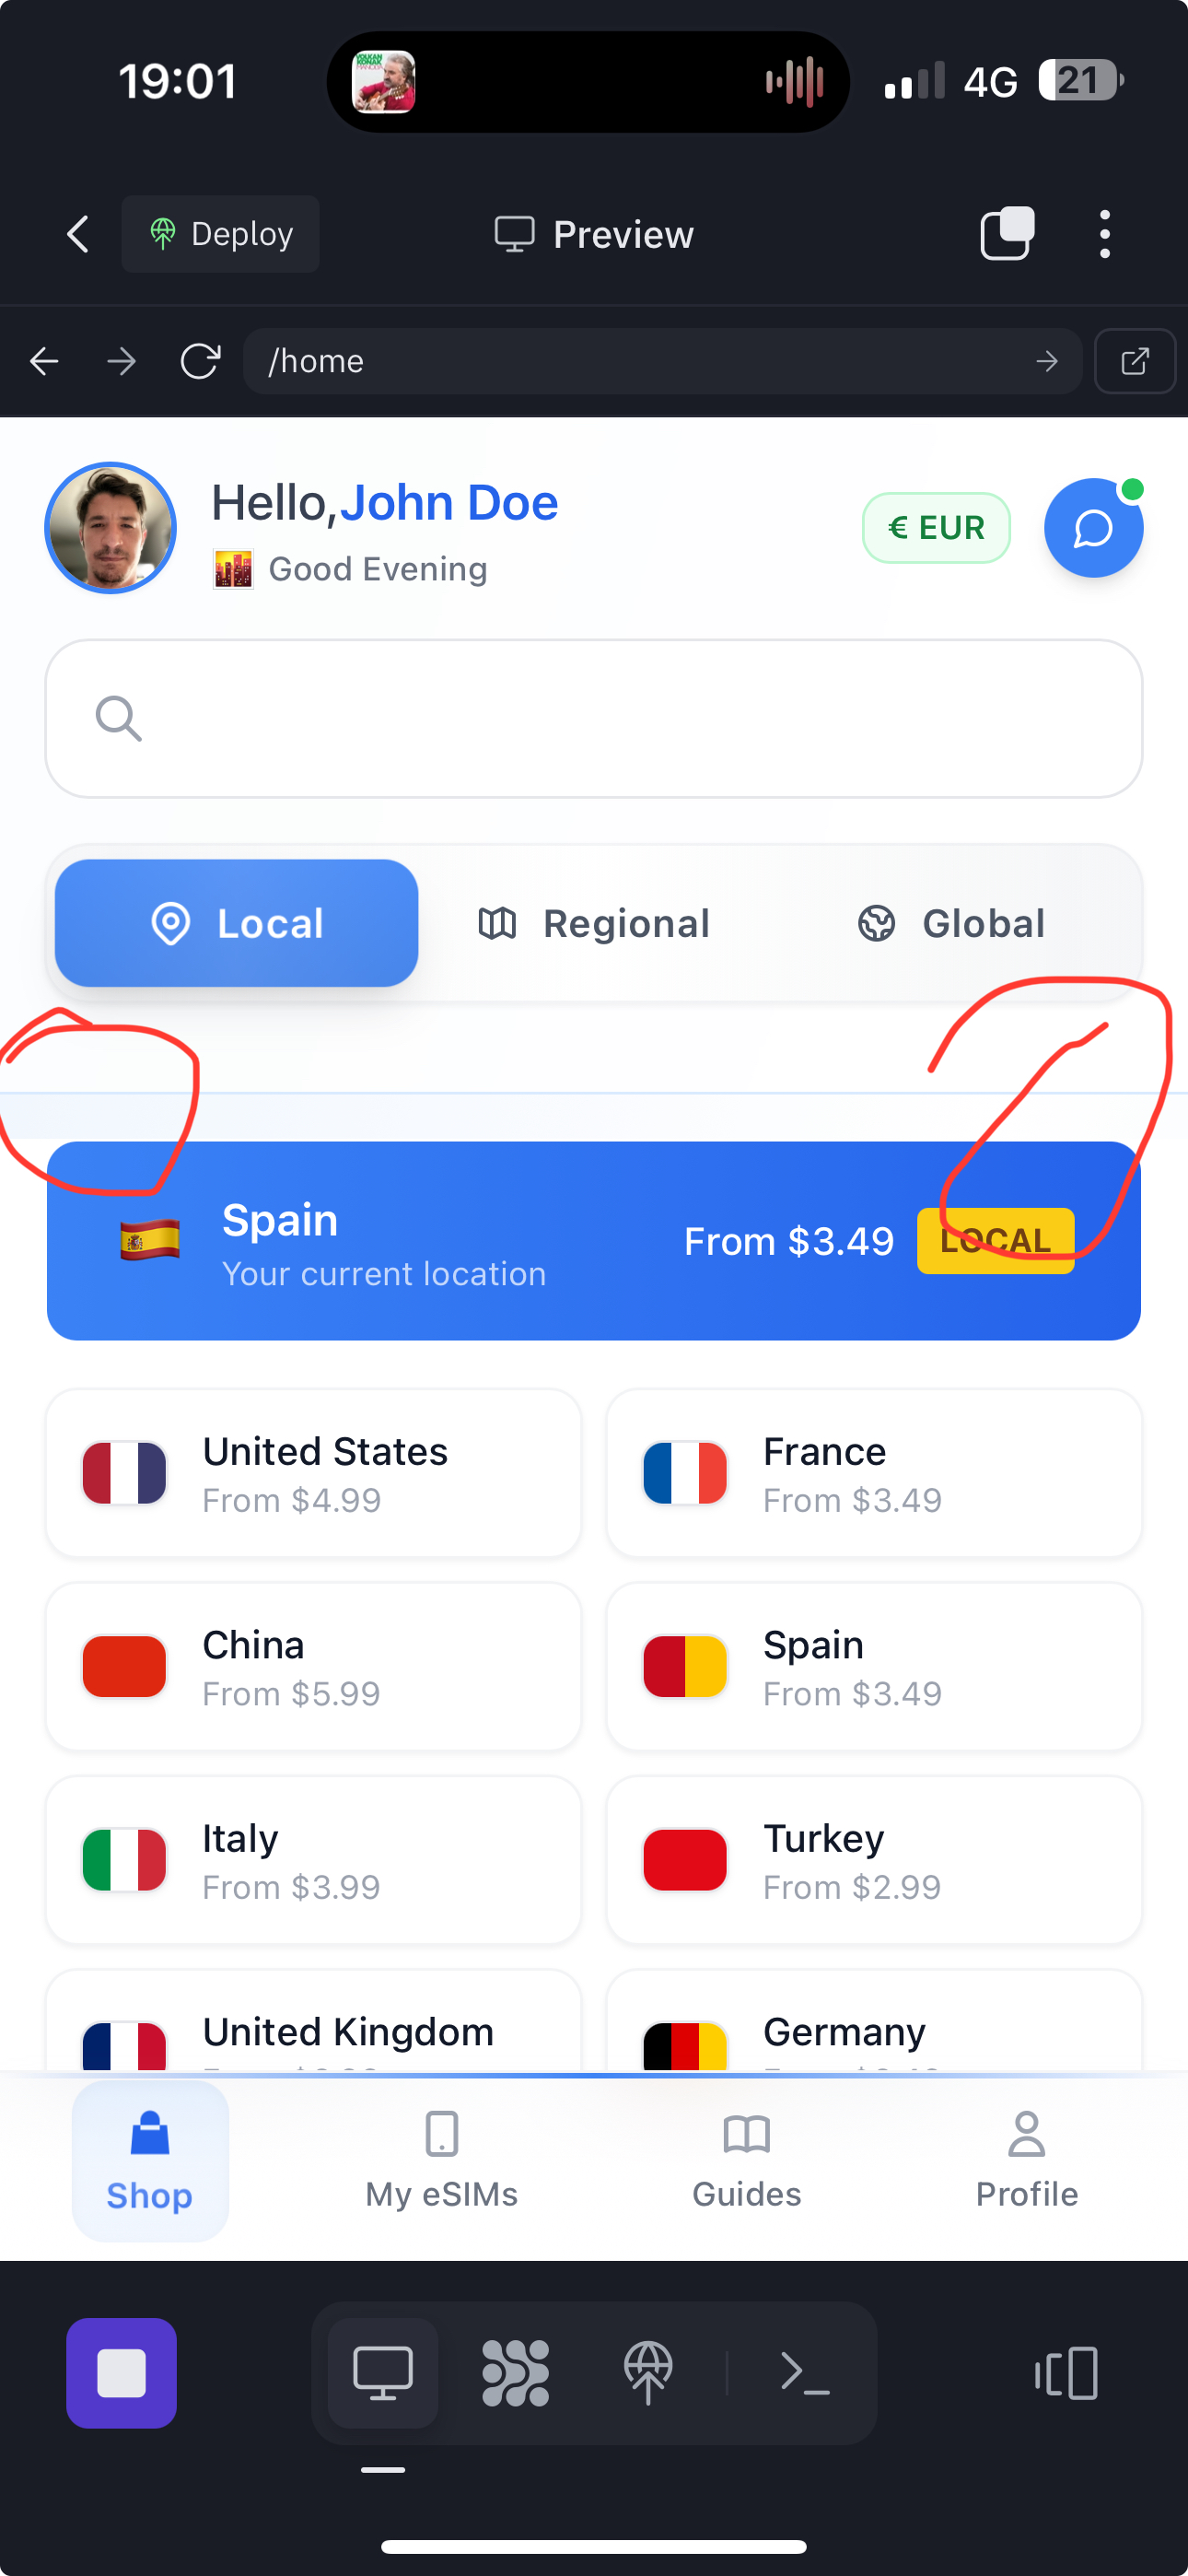 19:01
4G 21
Deploy
Preview
/home
Hello,John Doe
Good Evening
€ EUR
Local
Regional
Global
Spain
Your current location
From $3.49
LOCAL
United States
From $4.99
France
From $3.49
China
From $5.99
Spain
From $3.49
Italy
From $3.99
Turkey
From $2.99
United Kingdom
Germany
Shop
My eSIMs
Guides
Profile